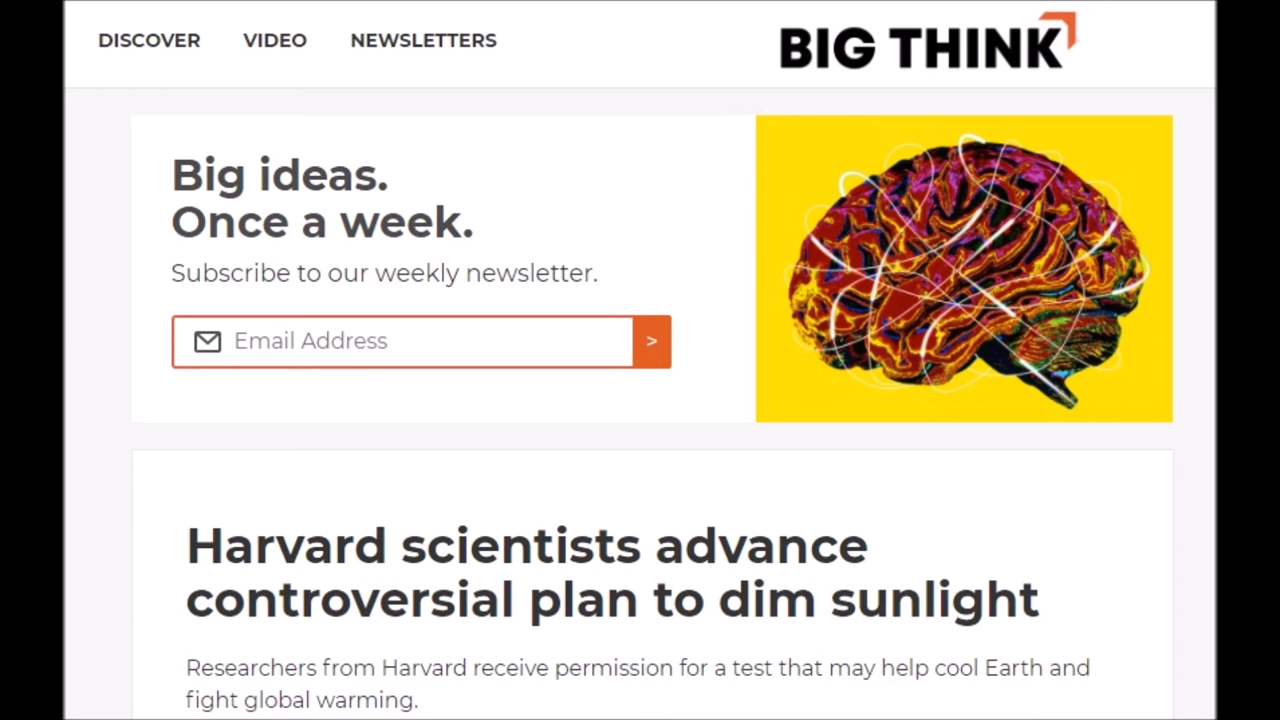 DISCOVER VIDEO NEWSLETTERS BIG THINK
Big ideas.
Once a week.
Subscribe to our weekly newsletter.
Email Address >
Harvard scientists advance
controversial plan to dim sunlight
Researchers from Harvard receive permission for a test that may help cool Earth and
fight global warming.